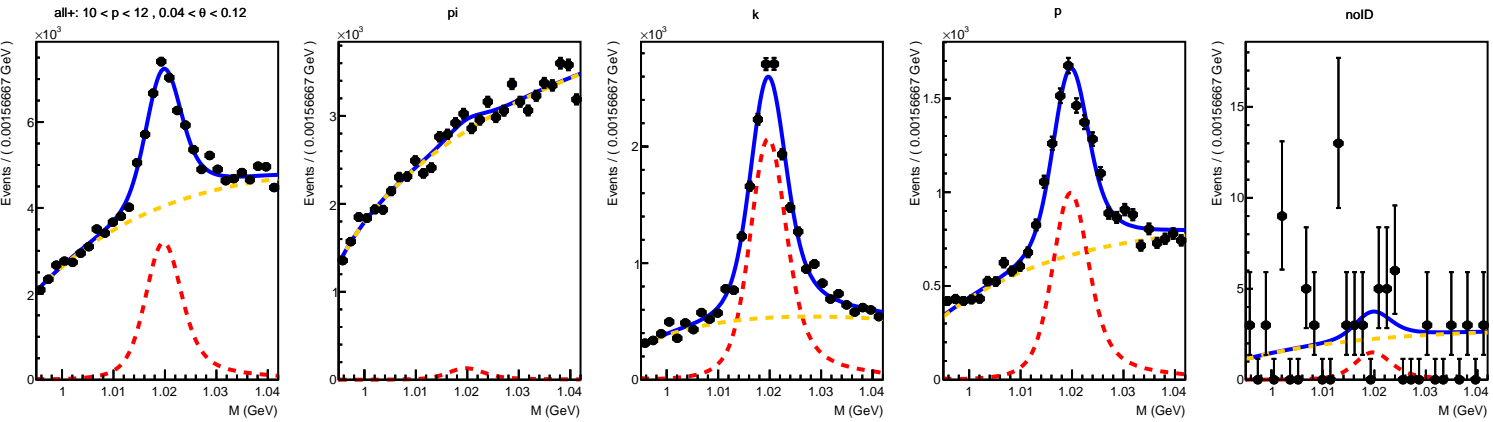 all+: 10 < p < 12 , 0.04 < θ < 0.12
×10³
Events / ( 0.00156667 GeV )
6
4
2
0
1 1.01 1.02 1.03 1.04
M (GeV)
pi
×10³
Events / ( 0.00156667 GeV )
3
2
1
0
1 1.01 1.02 1.03 1.04
M (GeV)
k
×10³
Events / ( 0.00156667 GeV )
2
1
0
1 1.01 1.02 1.03 1.04
M (GeV)
p
×10³
Events / ( 0.00156667 GeV )
1.5
1
0.5
0
1 1.01 1.02 1.03 1.04
M (GeV)
noID
Events / ( 0.00156667 GeV )
15
10
5
0
1 1.01 1.02 1.03 1.04
M (GeV)